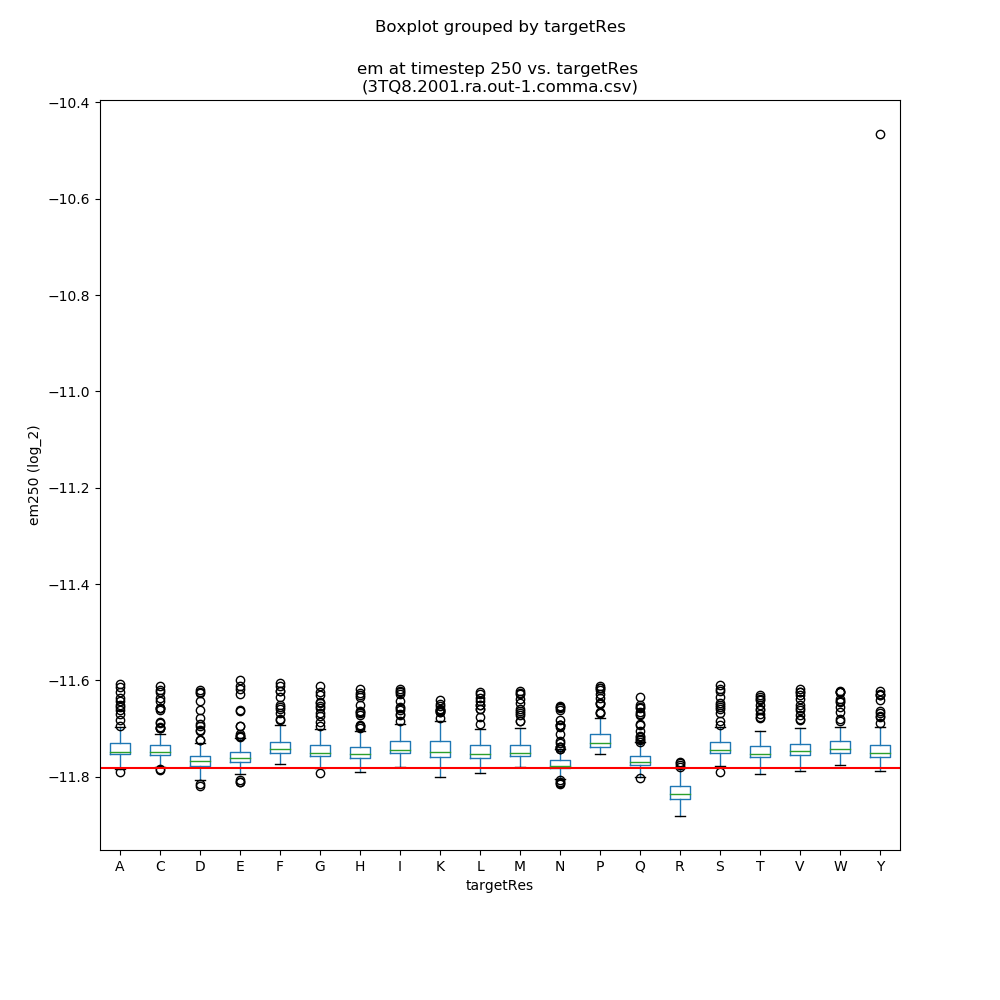 Boxplot grouped by targetRes
em at timestep 250 vs. targetRes
(3TQ8.2001.ra.out-1.comma.csv)
−10.4
−10.6
−10.8
−11.0
−11.2
−11.4
−11.6
−11.8
em250 (log_2)
A C D E F G H I K L M N P Q R S T V W Y
targetRes